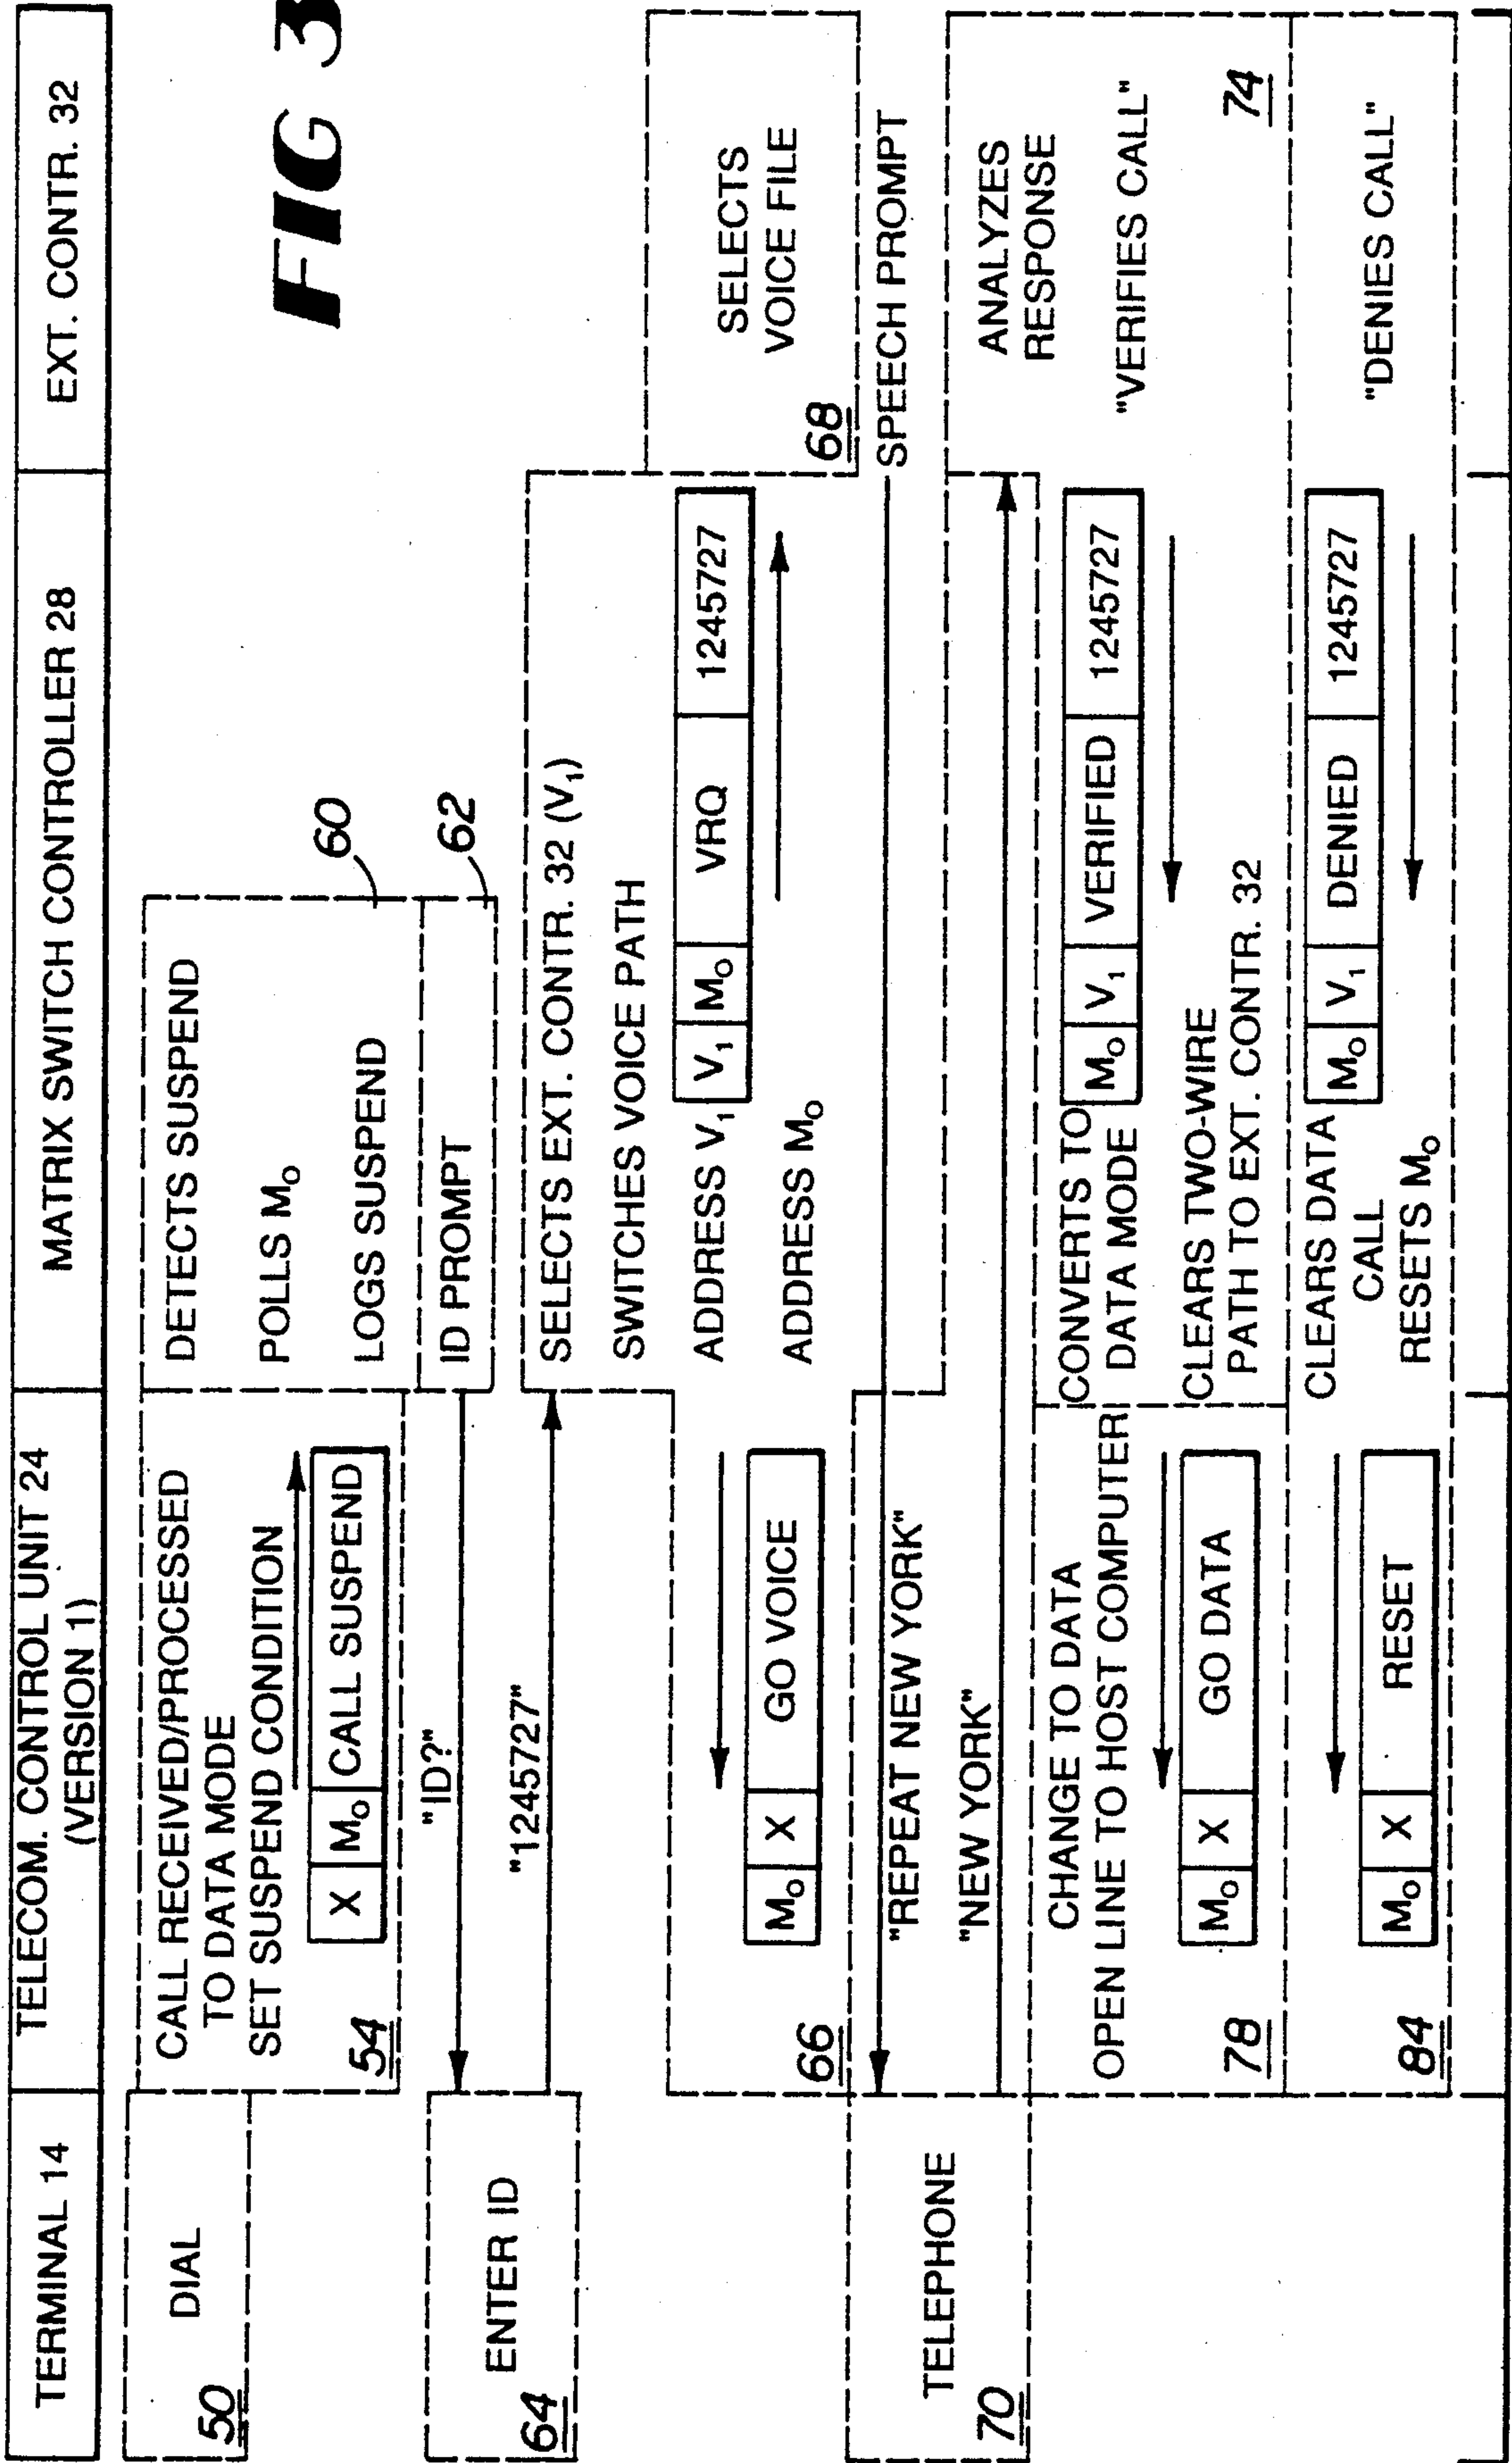 FIG 3
TERMINAL 14
TELECOM. CONTROL UNIT 24
(VERSION 1)
MATRIX SWITCH CONTROLLER 28
EXT. CONTR. 32
DIAL
50
CALL RECEIVED/PROCESSED
TO DATA MODE
SET SUSPEND CONDITION
X M₀ CALL SUSPEND
54
DETECTS SUSPEND
POLLS M₀
LOGS SUSPEND
60
ID PROMPT
62
"ID?"
ENTER ID
64
"1245727"
SELECTS EXT. CONTR. 32 (V₁)
SWITCHES VOICE PATH
ADDRESS V₁
V₁ M₀ VRQ 1245727
ADDRESS M₀
M₀ X GO VOICE
66
SELECTS
VOICE FILE
68
SPEECH PROMPT
"REPEAT NEW YORK"
TELEPHONE
70
"NEW YORK"
ANALYZES
RESPONSE
"VERIFIES CALL"
74
CONVERTS TO
DATA MODE
M₀ V₁ VERIFIED 1245727
CLEARS TWO-WIRE
PATH TO EXT. CONTR. 32
CHANGE TO DATA
OPEN LINE TO HOST COMPUTER
M₀ X GO DATA
78
"DENIES CALL"
M₀ V₁ DENIED 1245727
CLEARS DATA
CALL
RESETS M₀
M₀ X RESET
84